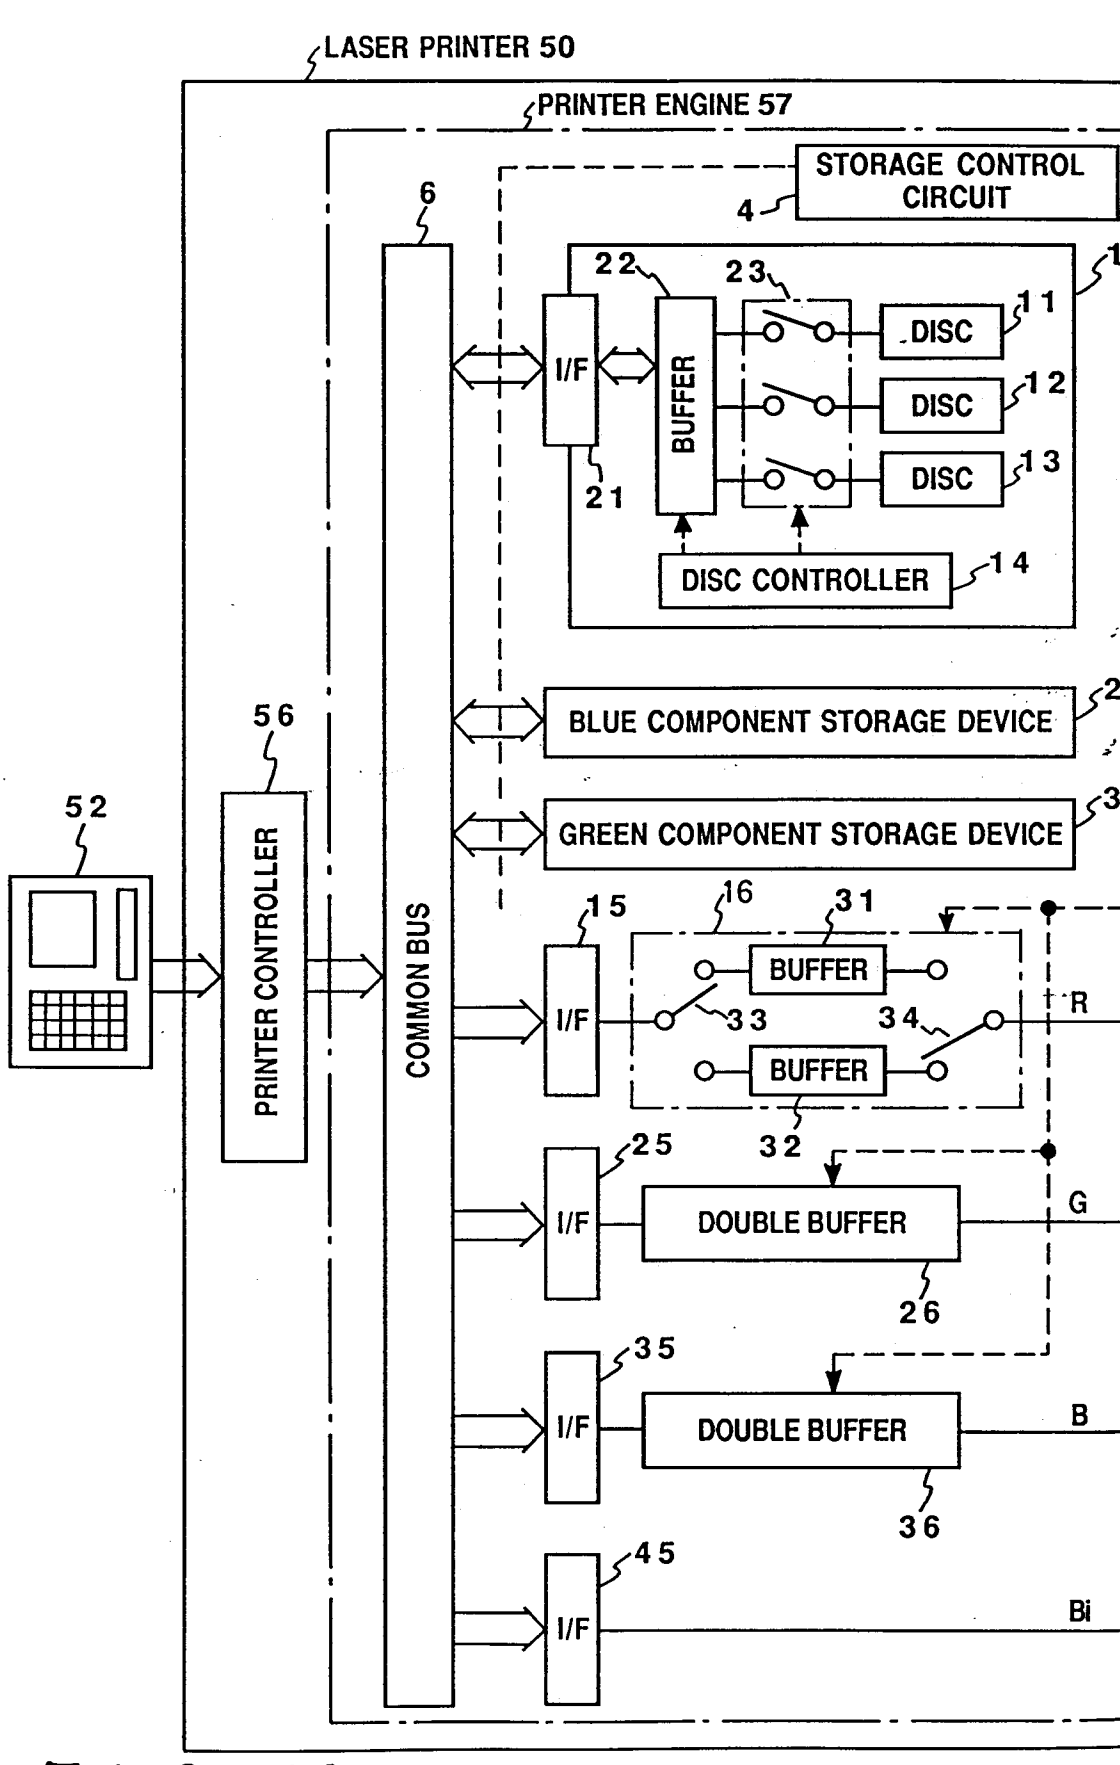 LASER PRINTER 50
PRINTER ENGINE 57
STORAGE CONTROL
CIRCUIT
4
6
1
22
23
11
DISC
I/F
BUFFER
12
DISC
13
DISC
21
14
DISC CONTROLLER
2
BLUE COMPONENT STORAGE DEVICE
3
GREEN COMPONENT STORAGE DEVICE
56
52
PRINTER CONTROLLER
COMMON BUS
15
16
31
BUFFER
I/F
33
34
R
BUFFER
32
25
I/F
DOUBLE BUFFER
G
26
35
I/F
DOUBLE BUFFER
B
36
45
I/F
Bi